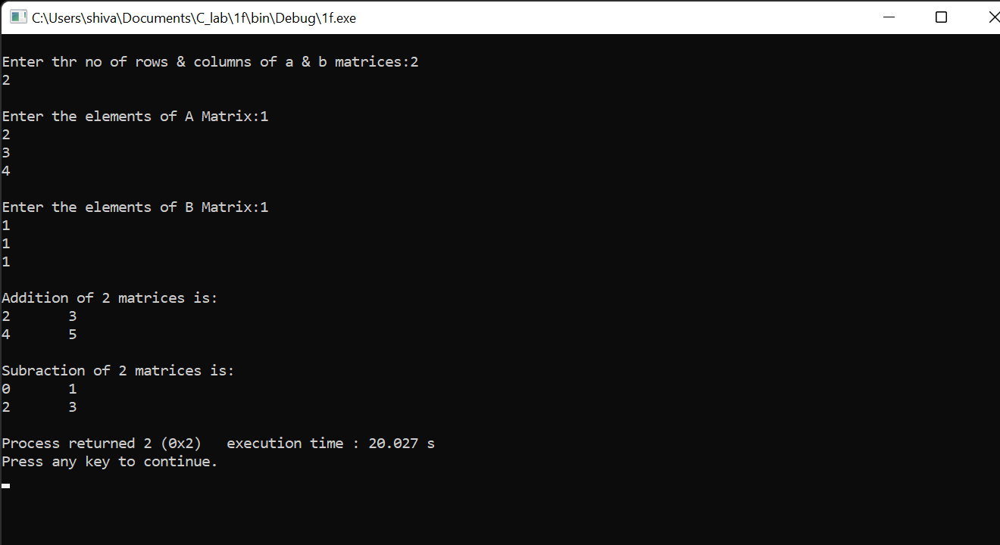 C:\Users\shiva\Documents\C_lab\1f\bin\Debug\1f.exe
Enter thr no of rows & columns of a & b matrices:2
2
Enter the elements of A Matrix:1
2
3
4
Enter the elements of B Matrix:1
1
1
1
Addition of 2 matrices is:
2       3
4       5
Subraction of 2 matrices is:
0       1
2       3
Process returned 2 (0x2)   execution time : 20.027 s
Press any key to continue.